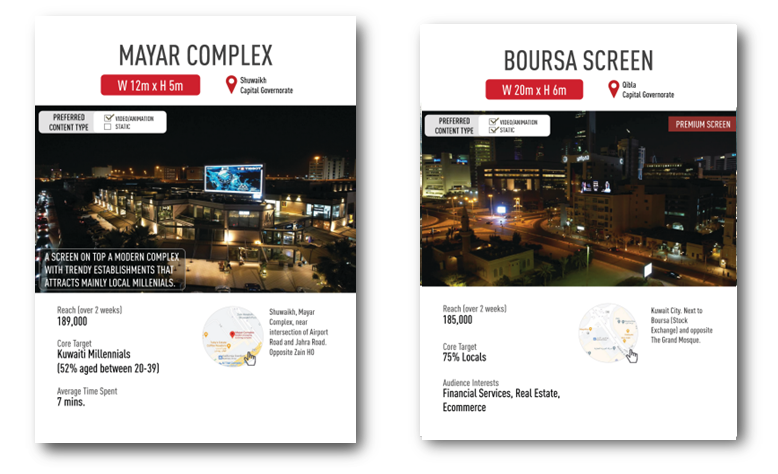 MAYAR COMPLEX
W 12m x H 5m
Shuwaikh
Capital Governorate
PREFERRED
CONTENT TYPE
VIDEO/ANIMATION
STATIC
A SCREEN ON TOP A MODERN COMPLEX
WITH TRENDY ESTABLISHMENTS THAT
ATTRACTS MAINLY LOCAL MILLENIALS.
Reach (over 2 weeks)
189,000
Core Target
Kuwaiti Millennials
(52% aged between 20-39)
Average Time Spent
7 mins.
Shuwaikh, Mayar
Complex, near
intersection of Airport
Road and Jahra Road.
Opposite Zain HQ
BOURSA SCREEN
W 20m x H 6m
Qibla
Capital Governorate
PREFERRED
CONTENT TYPE
VIDEO/ANIMATION
STATIC
PREMIUM SCREEN
Reach (over 2 weeks)
185,000
Core Target
75% Locals
Audience Interests
Financial Services, Real Estate,
Ecommerce
Kuwait City. Next to
Boursa (Stock
Exchange) and opposite
The Grand Mosque.